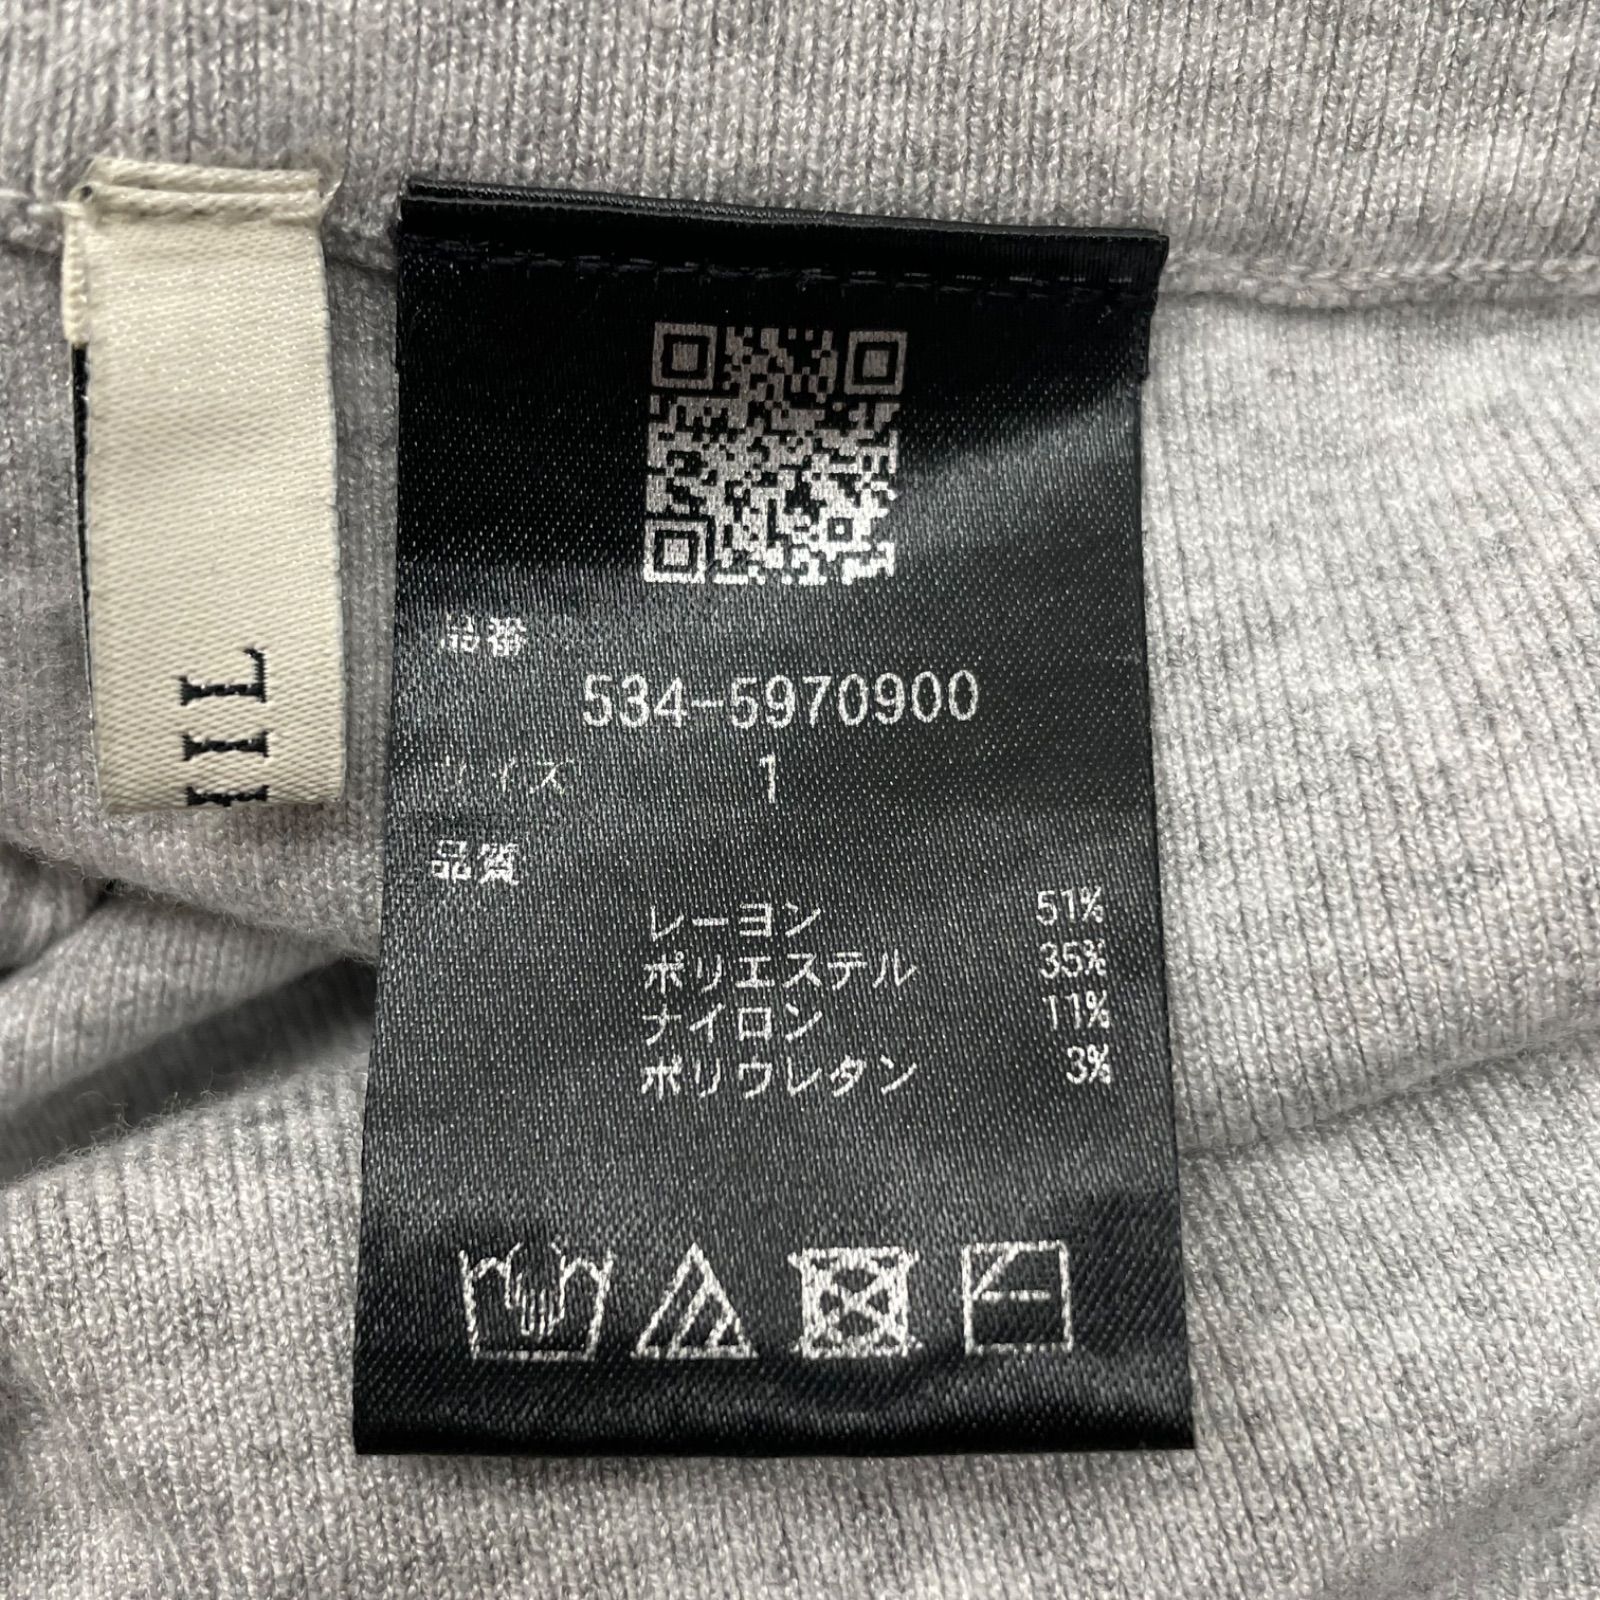 品番
534-5970900
サイズ 1
品質
レーヨン 51%
ポリエステル 35%
ナイロン 11%
ポリウレタン 3%